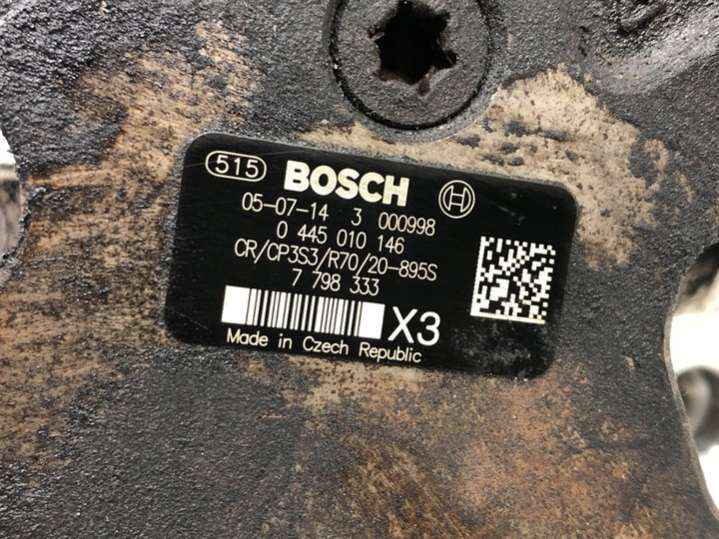 515 BOSCH
05-07-14 3 000998
0 445 010 146
CR/CP3S3/R70/20-895S
7 798 333
X3
Made in Czech Republic